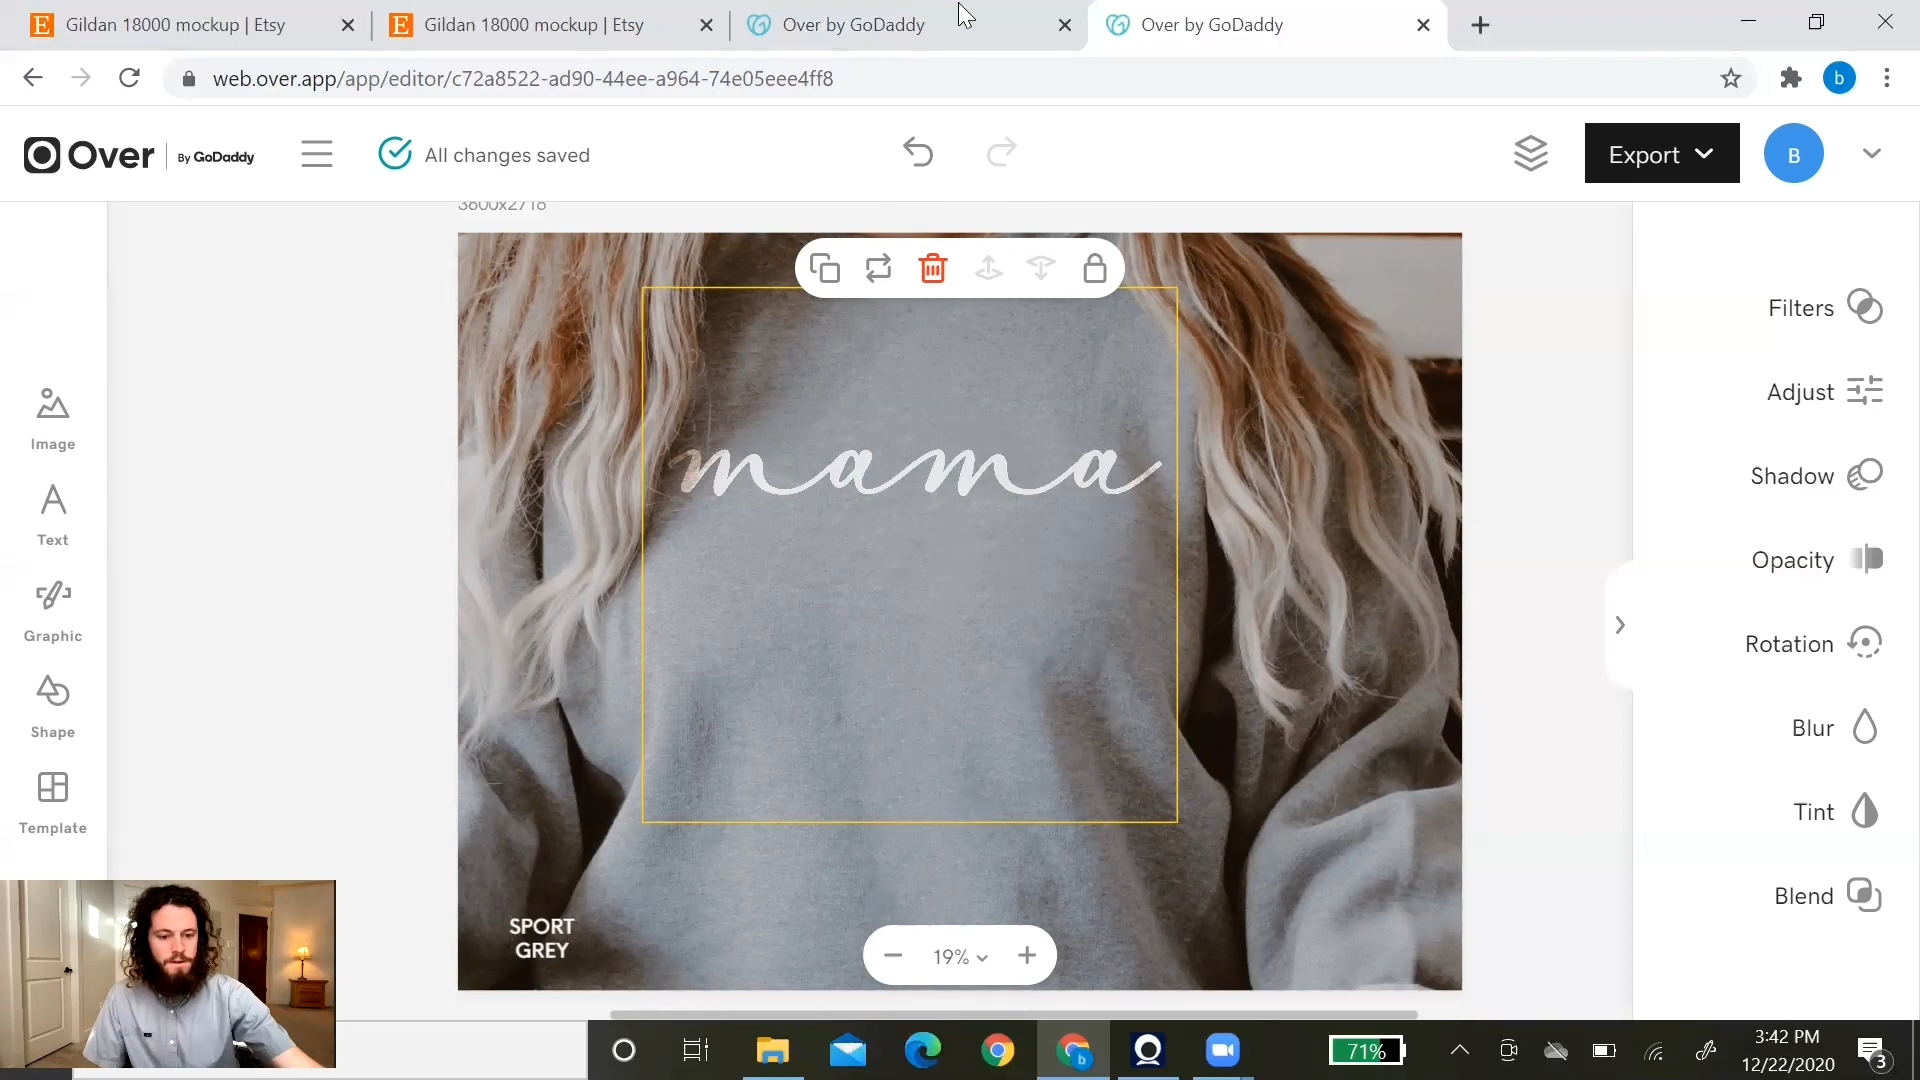 Gildan 18000 mockup | Etsy
Gildan 18000 mockup | Etsy
Over by GoDaddy
Over by GoDaddy
web.over.app/app/editor/c72a8522-ad90-44ee-a964-74e05eee4ff8
b
Over
By GoDaddy
All changes saved
Export
B
3800x2716
Filters
Adjust
Shadow
Opacity
Rotation
Blur
Tint
Blend
Image
Text
Graphic
Shape
Template
mama
SPORT
GREY
19%
71%
3:42 PM
12/22/2020
3